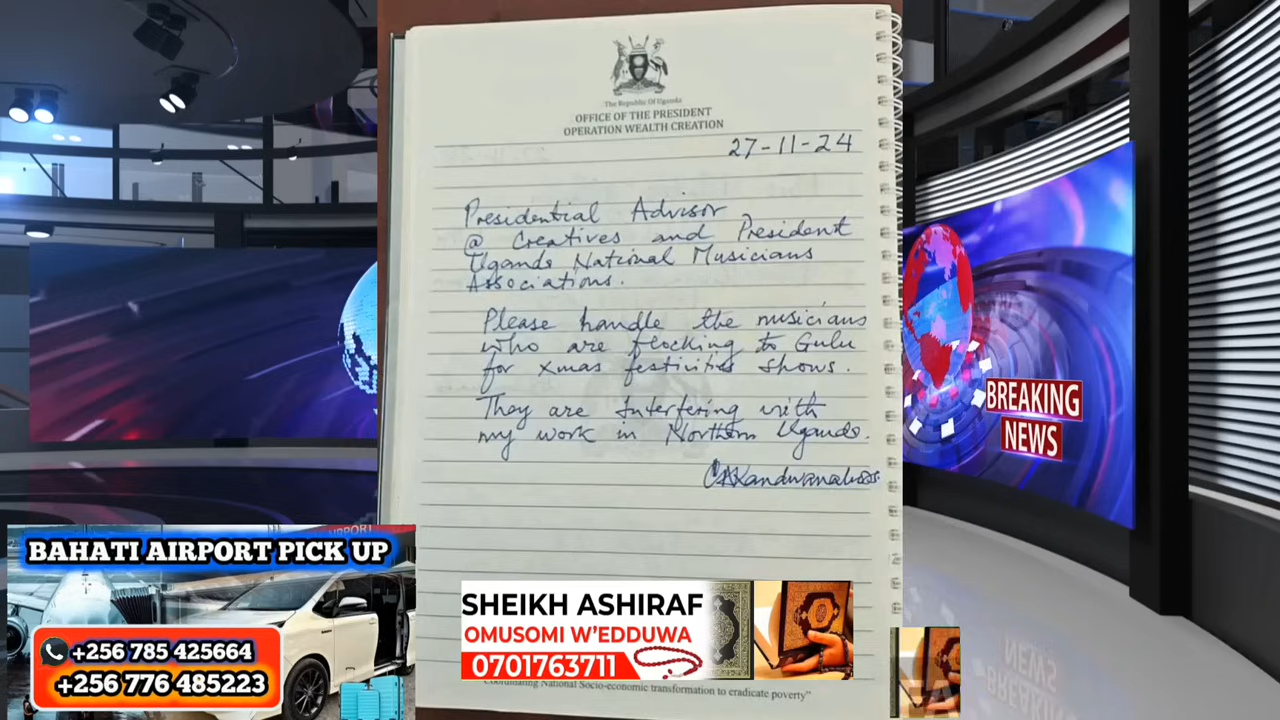 The Republic Of Uganda
OFFICE OF THE PRESIDENT
OPERATION WEALTH CREATION
27-11-24
Presidential Advisor
@ Creatives and President
Uganda National Musicians
Associations.
Please handle the musicians
who are flocking to Gulu
for xmas festivities shows.
They are interfering with
my work in Northern Uganda.
BREAKING
NEWS
BAHATI AIRPORT PICK UP
+256 785 425664
+256 776 485223
SHEIKH ASHIRAF
OMUSOMI W'EDDUWA
0701763711
"Coordinating National Socio-economic transformation to eradicate poverty"
NEWS